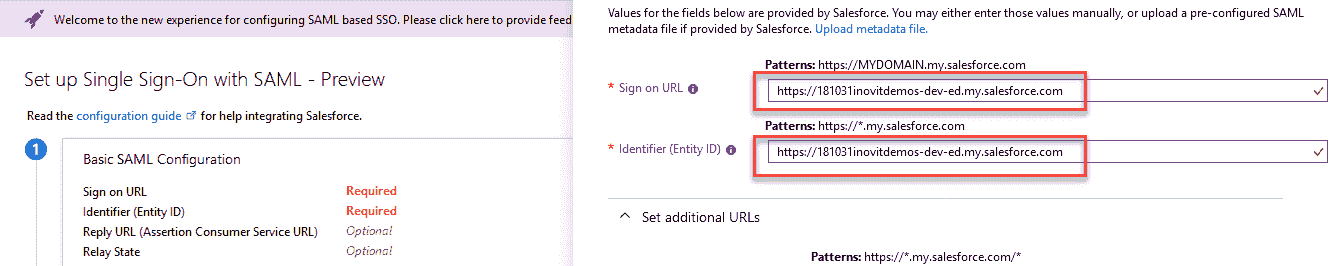 Welcome to the new experience for configuring SAML based SSO. Please click here to provide feed
Set up Single Sign-On with SAML - Preview
Read the configuration guide for help integrating Salesforce.
1
Basic SAML Configuration
Sign on URL Required
Identifier (Entity ID) Required
Reply URL (Assertion Consumer Service URL) Optional
Relay State Optional
Values for the fields below are provided by Salesforce. You may either enter those values manually, or upload a pre-configured SAML
metadata file if provided by Salesforce. Upload metadata file.
Patterns: https://MYDOMAIN.my.salesforce.com
* Sign on URL https://181031inovitdemos-dev-ed.my.salesforce.com
Patterns: https://*.my.salesforce.com
* Identifier (Entity ID) https://181031inovitdemos-dev-ed.my.salesforce.com
Set additional URLs
Patterns: https://*.my.salesforce.com/*